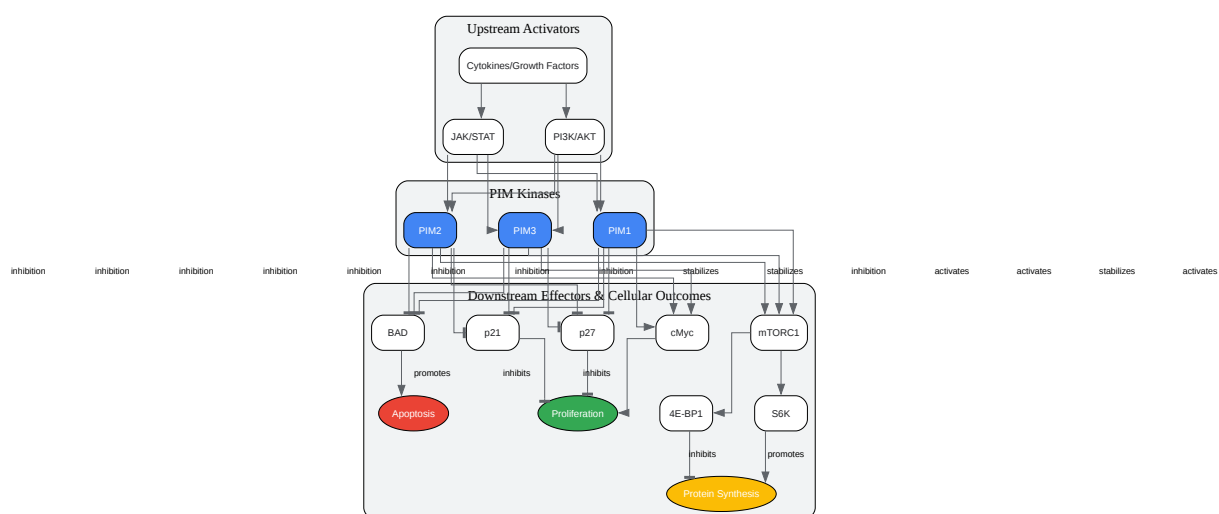 Upstream Activators
Cytokines/Growth Factors
JAK/STAT
PI3K/AKT
PIM Kinases
PIM2
PIM3
PIM1
inhibition
inhibition
inhibition
inhibition
inhibition
inhibition
inhibition
inhibition
stabilizes
stabilizes
inhibition
activates
activates
stabilizes
activates
Downstream Effectors & Cellular Outcomes
BAD
p21
p27
cMyc
mTORC1
promotes
inhibits
inhibits
Apoptosis
Proliferation
4E-BP1
S6K
inhibits
promotes
Protein Synthesis